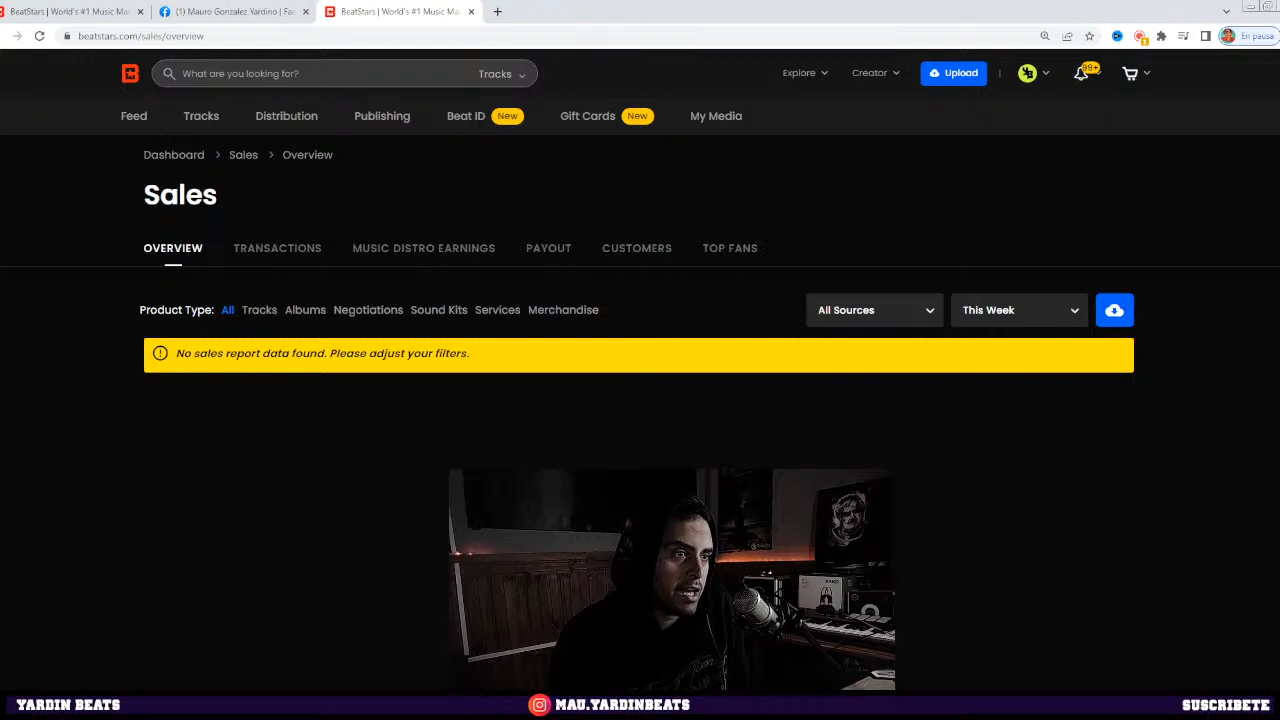 BeatStars | World's #1 Music Ma
(1) Mauro Gonzalez Yardino | Fac
BeatStars | World's #1 Music Ma
beatstars.com/sales/overview
En pausa
What are you looking for?
Tracks
Explore
Creator
Upload
99+
Feed
Tracks
Distribution
Publishing
Beat ID New
Gift Cards New
My Media
Dashboard > Sales > Overview
Sales
OVERVIEW
TRANSACTIONS
MUSIC DISTRO EARNINGS
PAYOUT
CUSTOMERS
TOP FANS
Product Type: All Tracks Albums Negotiations Sound Kits Services Merchandise
All Sources
This Week
No sales report data found. Please adjust your filters.
YARDIN BEATS
MAU.YARDINBEATS
SUSCRIBETE